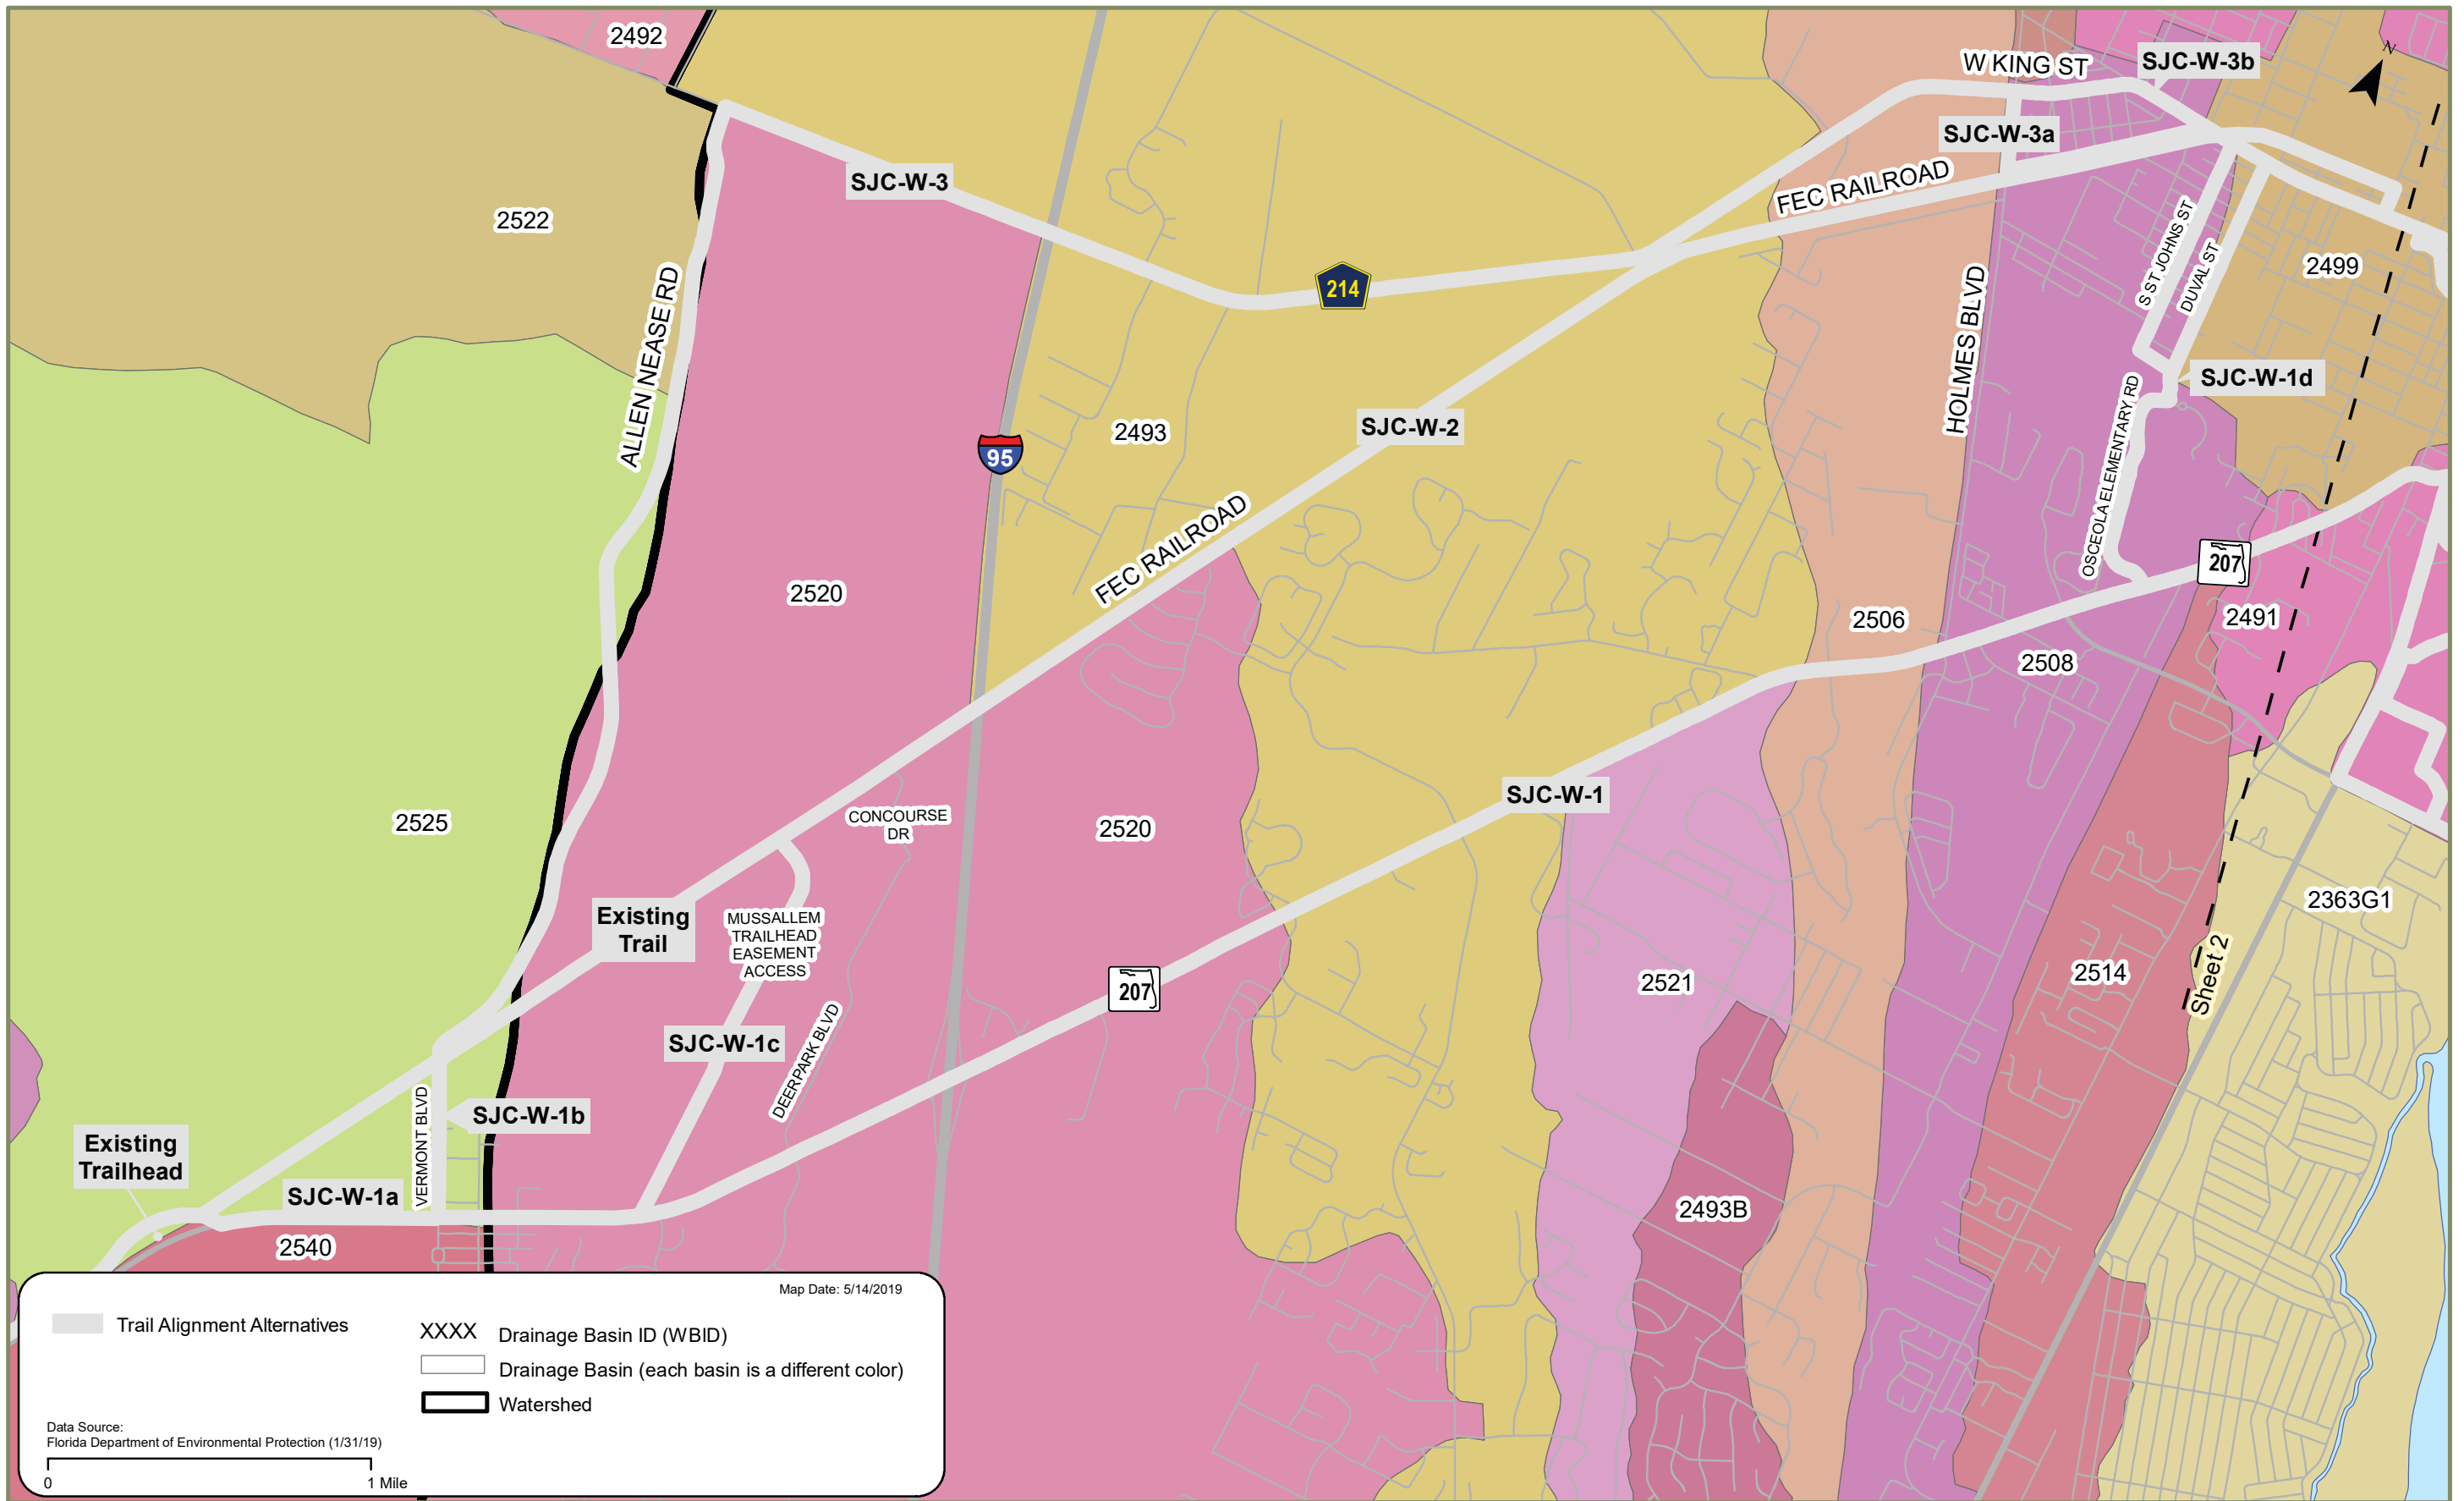 2492
W KING ST
SJC-W-3b
N
SJC-W-3a
SJC-W-3
FEC RAILROAD
2522
S ST JOHNS ST
DUVAL ST
2499
214
ALLEN NEASE RD
HOLMES BLVD
SJC-W-1d
SJC-W-2
2493
95
OSCEOLA ELEMENTARY RD
FEC RAILROAD
207
2520
2506
2491
2508
SJC-W-1
CONCOURSE
DR
2525
2520
2363G1
Existing
Trail
MUSSALLEM
TRAILHEAD
EASEMENT
ACCESS
2514
Sheet 2
2521
207
SJC-W-1c
DEERPARK BLVD
VERMONT BLVD
SJC-W-1b
Existing
Trailhead
SJC-W-1a
2493B
2540
Map Date: 5/14/2019
Trail Alignment Alternatives
XXXX Drainage Basin ID (WBID)
Drainage Basin (each basin is a different color)
Watershed
Data Source:
Florida Department of Environmental Protection (1/31/19)
0 1 Mile